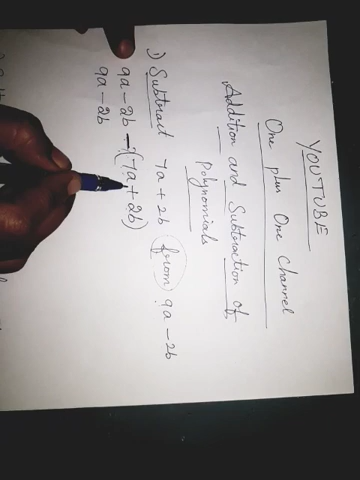 YOUTUBE
One plus One Channel
Addition and Subtraction of
Polynomials
1) Subtract 7a + 2b from 9a - 2b
9a - 2b - (7a + 2b)
9a - 2b